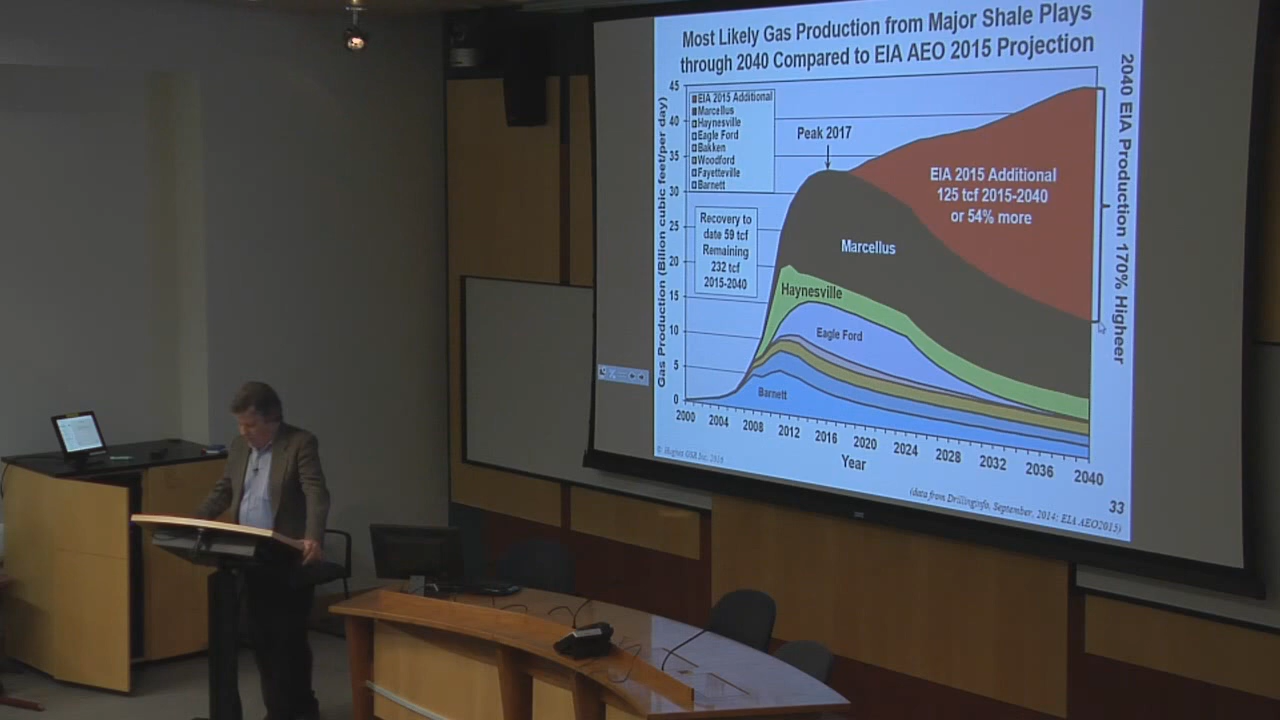 Most Likely Gas Production from Major Shale Plays
through 2040 Compared to EIA AEO 2015 Projection
45
40
35
30
25
20
15
10
5
0
Gas Production (Billion cubic feet/per day)
EIA 2015 Additional
Marcellus
Haynesville
Eagle Ford
Bakken
Woodford
Fayetteville
Barnett
Peak 2017
Recovery to
date 59 tcf
Remaining
232 tcf
2015-2040
EIA 2015 Additional
125 tcf 2015-2040
or 54% more
Marcellus
Haynesville
Eagle Ford
Barnett
2040 EIA Production 170% Higheer
2000 2004 2008 2012 2016 2020 2024 2028 2032 2036 2040
Year
© Hughes GSR Inc, 2014
33
(data from Drillinginfo, September, 2014; EIA AEO2015)